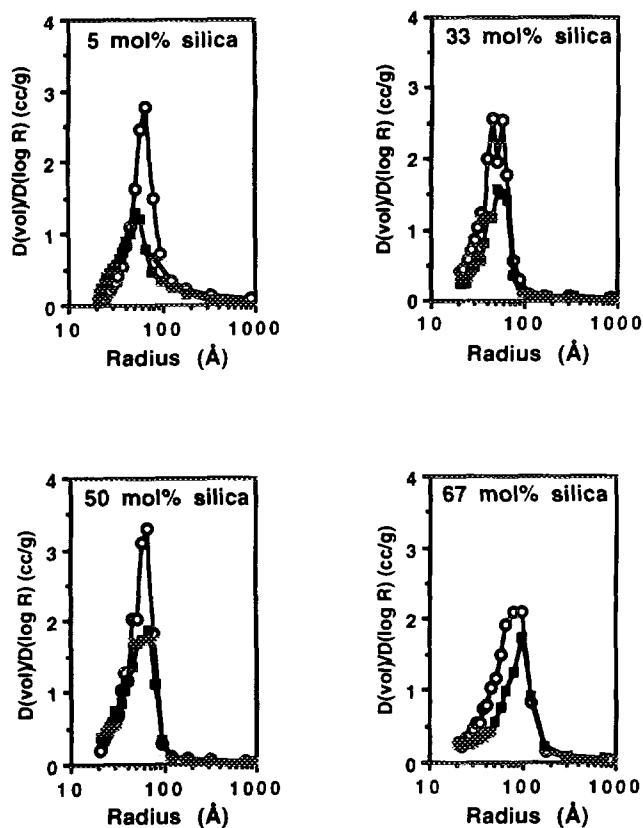 5 mol% silica
D(vol)/D(log R) (cc/g)
4
3
2
1
0
10 100 1000
Radius (Å)
33 mol% silica
D(vol)/D(log R) (cc/g)
4
3
2
1
0
10 100 1000
Radius (Å)
50 mol% silica
D(vol)/D(log R) (cc/g)
4
3
2
1
0
10 100 1000
Radius (Å)
67 mol% silica
D(vol)/D(log R) (cc/g)
4
3
2
1
0
10 100 1000
Radius (Å)